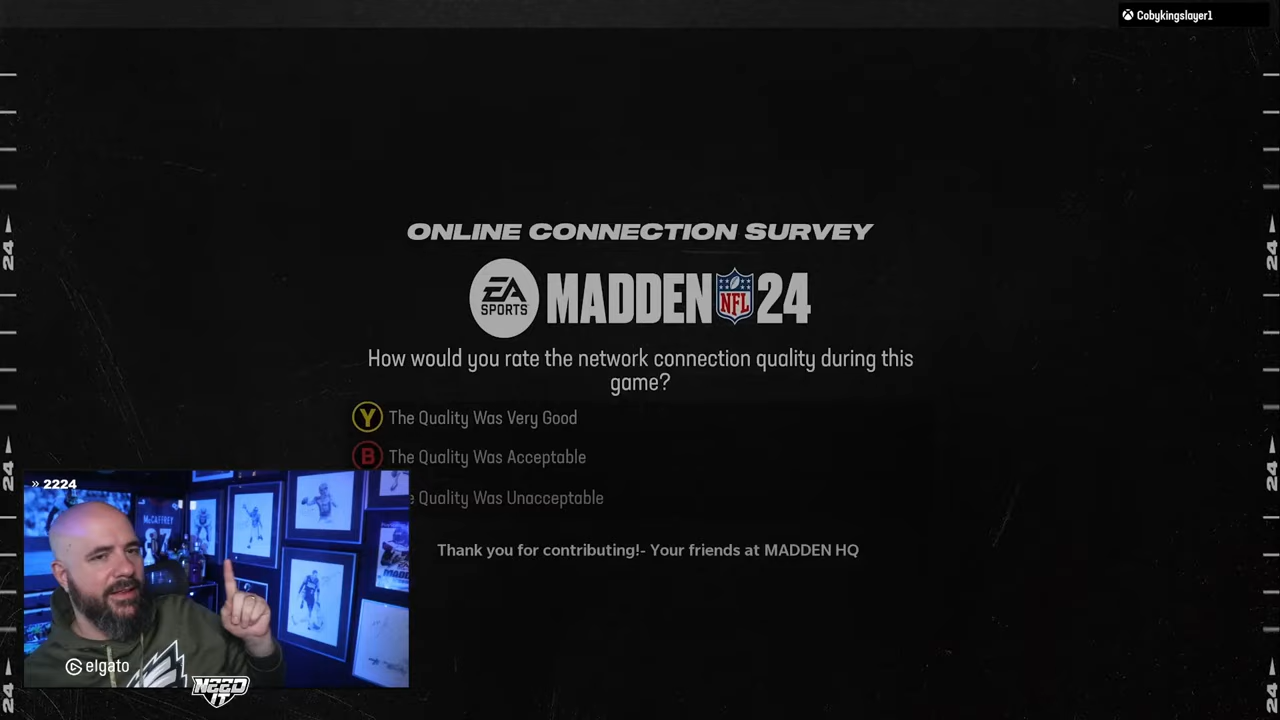 Cobykingslayer1
ONLINE CONNECTION SURVEY
EA SPORTS MADDEN NFL 24
How would you rate the network connection quality during this
game?
Y The Quality Was Very Good
B The Quality Was Acceptable
Quality Was Unacceptable
Thank you for contributing!- Your friends at MADDEN HQ
» 2224
McCAFFREY
elgato
NEED
IT
24
24
24
24
24
24